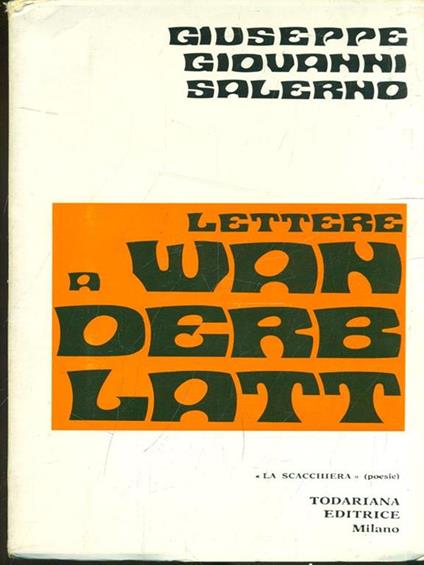 GIUSEPPE
GIOVANNI
SALERNO
LETTERE
A WAN
DERB
LATT
« LA SCACCHIERA » (poesie)
TODARIANA
EDITRICE
Milano